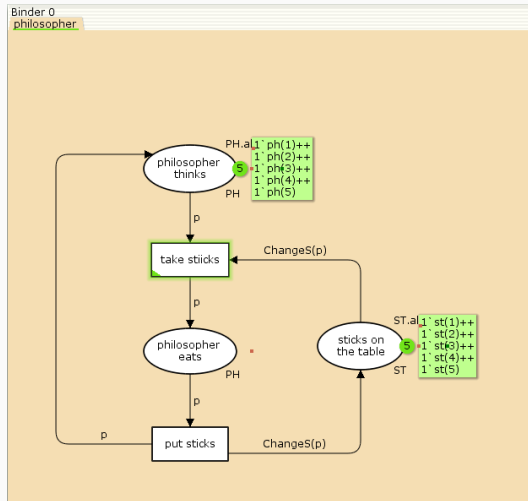 Binder 0
philosopher
PH.al
philosopher
thinks
5
1`ph(1)++
1`ph(2)++
1`ph(3)++
1`ph(4)++
1`ph(5)
PH
p
take stiicks
ChangeS(p)
p
philosopher
eats
PH
ST.al
sticks on
the table
5
1`st(1)++
1`st(2)++
1`st(3)++
1`st(4)++
1`st(5)
ST
p
p
put sticks
ChangeS(p)